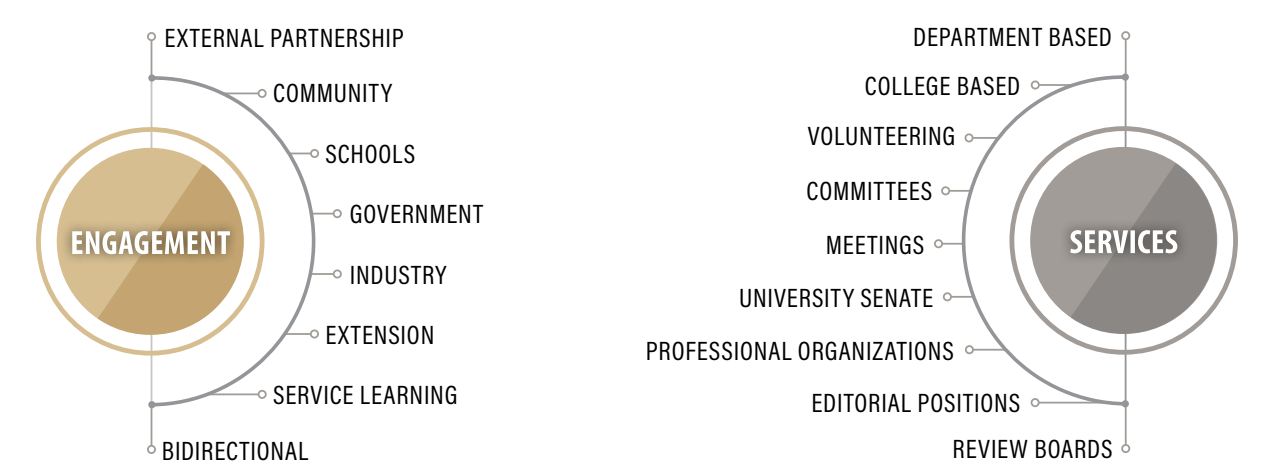 EXTERNAL PARTNERSHIP
COMMUNITY
SCHOOLS
GOVERNMENT
ENGAGEMENT
INDUSTRY
EXTENSION
SERVICE LEARNING
BIDIRECTIONAL
DEPARTMENT BASED
COLLEGE BASED
VOLUNTEERING
COMMITTEES
MEETINGS
SERVICES
UNIVERSITY SENATE
PROFESSIONAL ORGANIZATIONS
EDITORIAL POSITIONS
REVIEW BOARDS